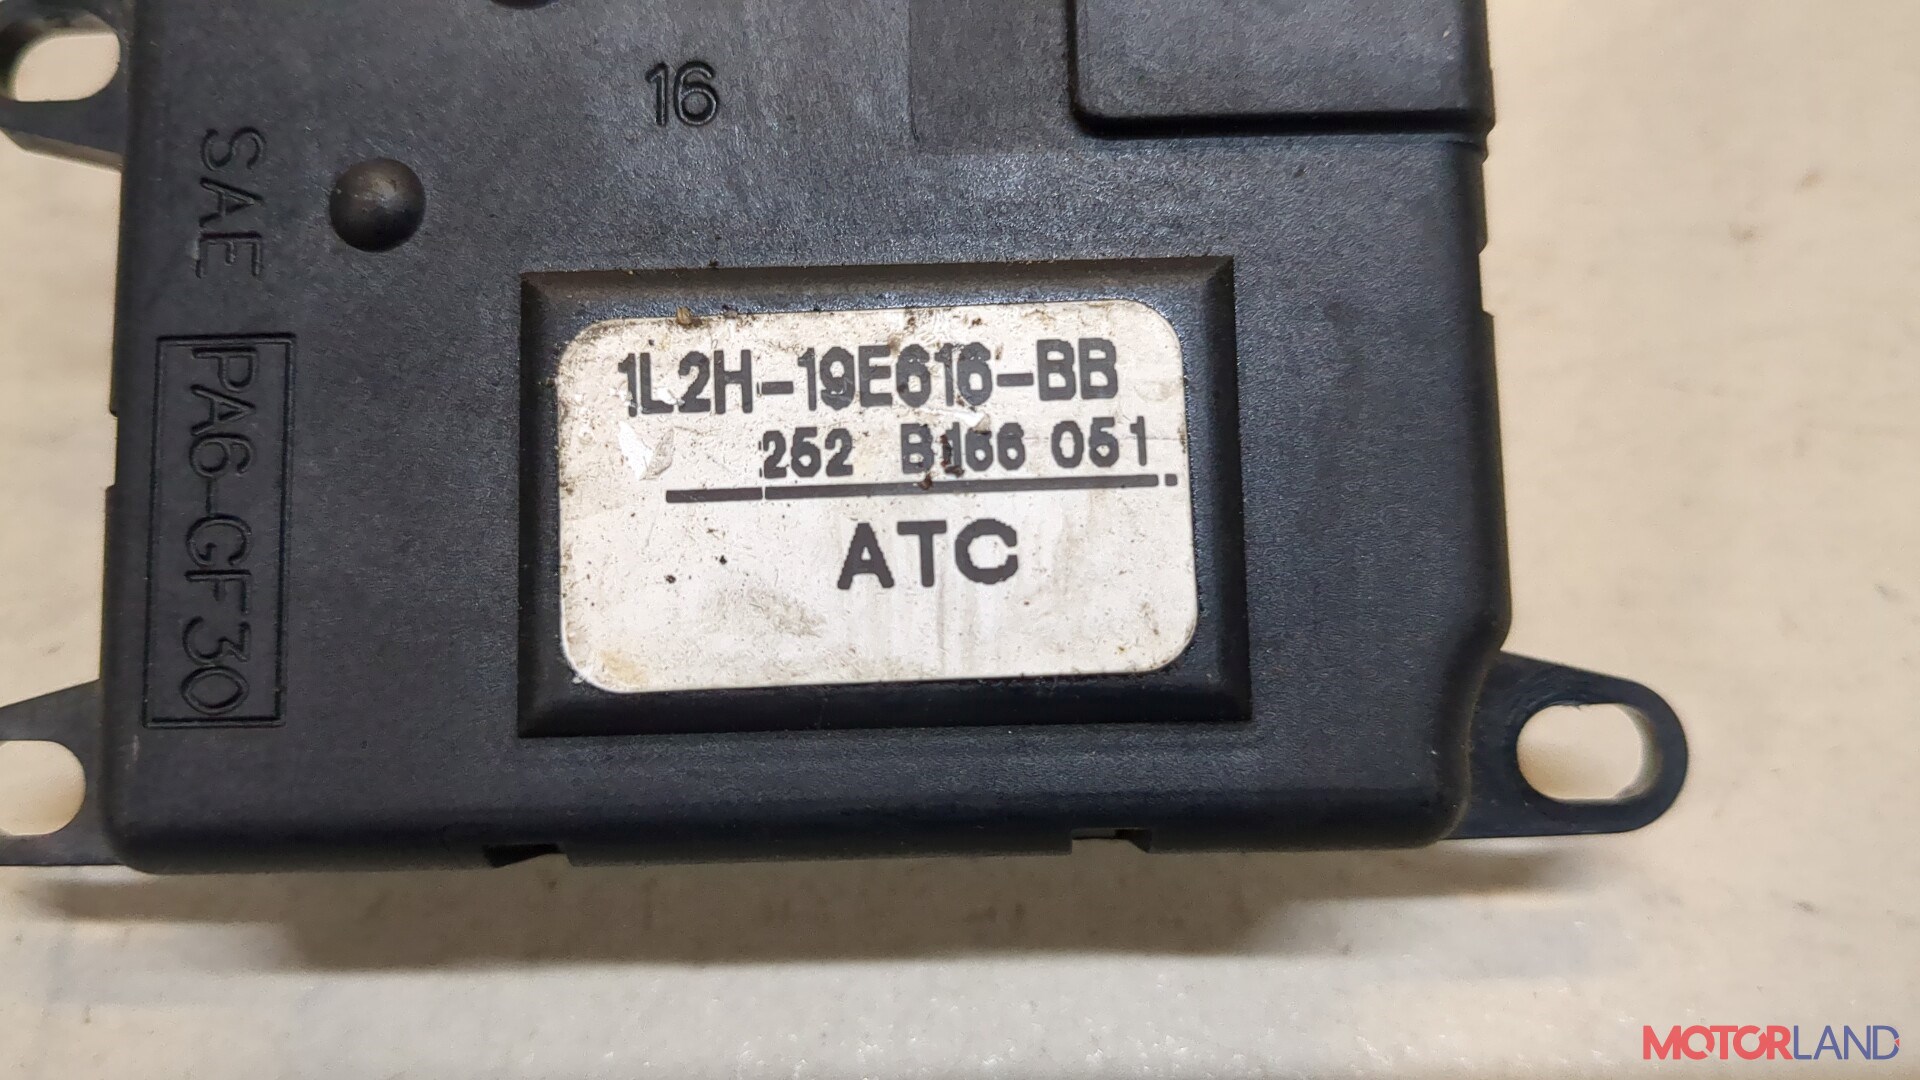 16
SAE
PA6-GF30
1L2H-19E616-BB
252 B166 051
ATC
MOTORLAND